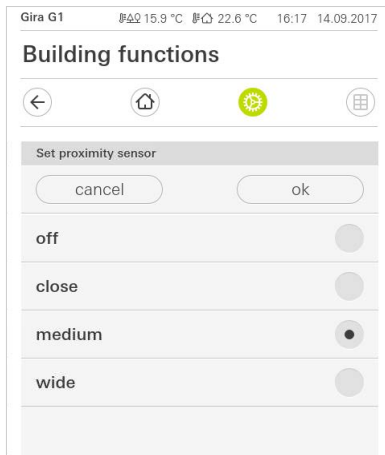 Gira G1 15.9 °C 22.6 °C 16:17 14.09.2017
Building functions
Set proximity sensor
cancel ok
off
close
medium
wide